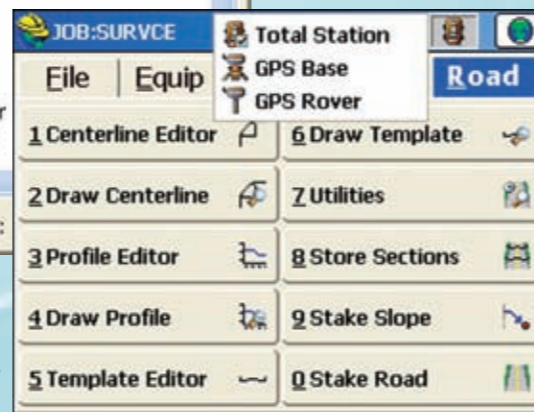 JOB:SURVCE
Total Station
GPS Base
GPS Rover
File
Equip
Road
1 Centerline Editor
6 Draw Template
2 Draw Centerline
7 Utilities
3 Profile Editor
8 Store Sections
4 Draw Profile
9 Stake Slope
5 Template Editor
0 Stake Road